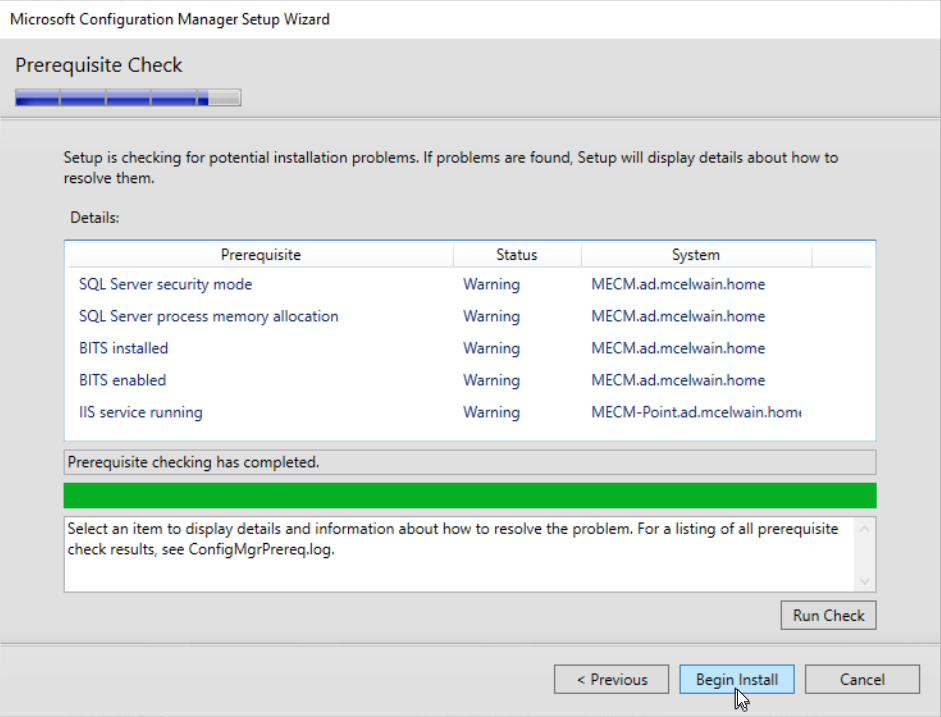 Microsoft Configuration Manager Setup Wizard
Prerequisite Check
Setup is checking for potential installation problems. If problems are found, Setup will display details about how to
resolve them.
Details:
Prerequisite Status System
SQL Server security mode Warning MECM.ad.mcelwain.home
SQL Server process memory allocation Warning MECM.ad.mcelwain.home
BITS installed Warning MECM.ad.mcelwain.home
BITS enabled Warning MECM.ad.mcelwain.home
IIS service running Warning MECM-Point.ad.mcelwain.home
Prerequisite checking has completed.
Select an item to display details and information about how to resolve the problem. For a listing of all prerequisite
check results, see ConfigMgrPrereq.log.
Run Check
< Previous Begin Install Cancel